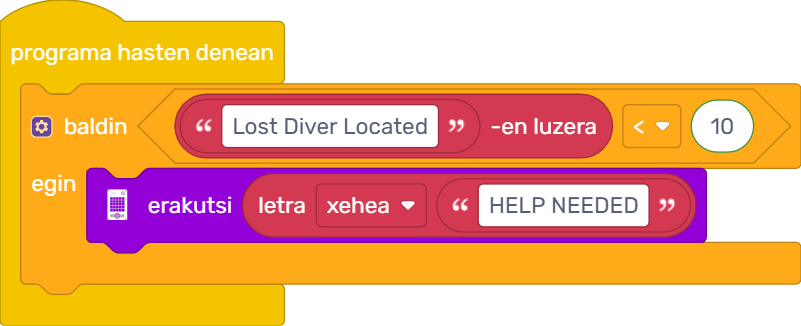 programa hasten denean
baldin “ Lost Diver Located ” -en luzera < 10
egin
erakutsi letra xehea “ HELP NEEDED ”